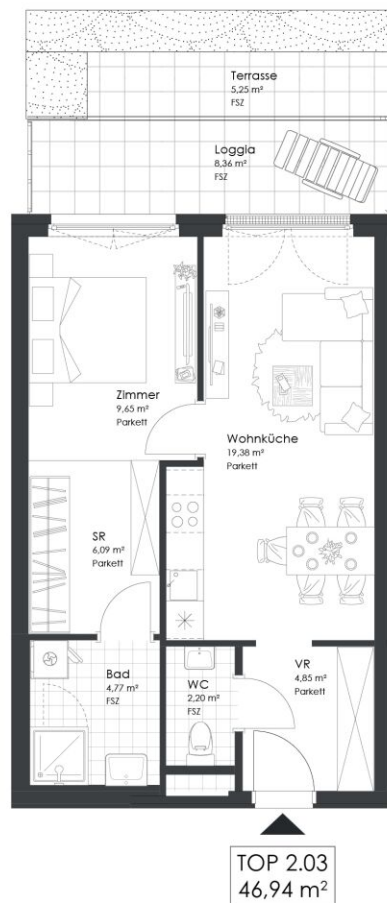 Terrasse
5,25 m²
FSZ
Loggia
8,36 m²
FSZ
Zimmer
9,65 m²
Parkett
Wohnküche
19,38 m²
Parkett
SR
6,09 m²
Parkett
Bad
4,77 m²
FSZ
WC
2,20 m²
FSZ
VR
4,85 m²
Parkett
TOP 2.03
46,94 m²